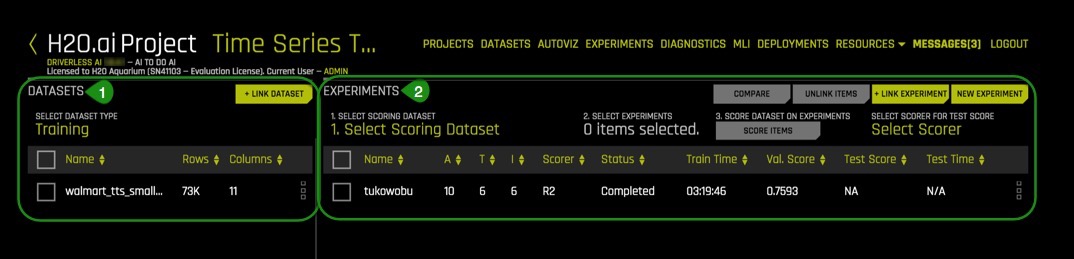 H2O.ai Project Time Series T...
PROJECTS DATASETS AUTOVIZ EXPERIMENTS DIAGNOSTICS MLI DEPLOYMENTS RESOURCES MESSAGES[3] LOGOUT
DRIVERLESS AI – AI TO DO AI
Licensed to H2O Aquarium (SN41103 – Evaluation License). Current User – ADMIN
DATASETS 1
+ LINK DATASET
SELECT DATASET TYPE
Training
Name Rows Columns
walmart_tts_small... 73K 11
EXPERIMENTS 2
COMPARE UNLINK ITEMS + LINK EXPERIMENT NEW EXPERIMENT
1. SELECT SCORING DATASET 2. SELECT EXPERIMENTS 3. SCORE DATASET ON EXPERIMENTS SELECT SCORER FOR TEST SCORE
1. Select Scoring Dataset 0 items selected. SCORE ITEMS Select Scorer
Name A T I Scorer Status Train Time Val. Score Test Score Test Time
tukowobu 10 6 6 R2 Completed 03:19:46 0.7593 NA N/A